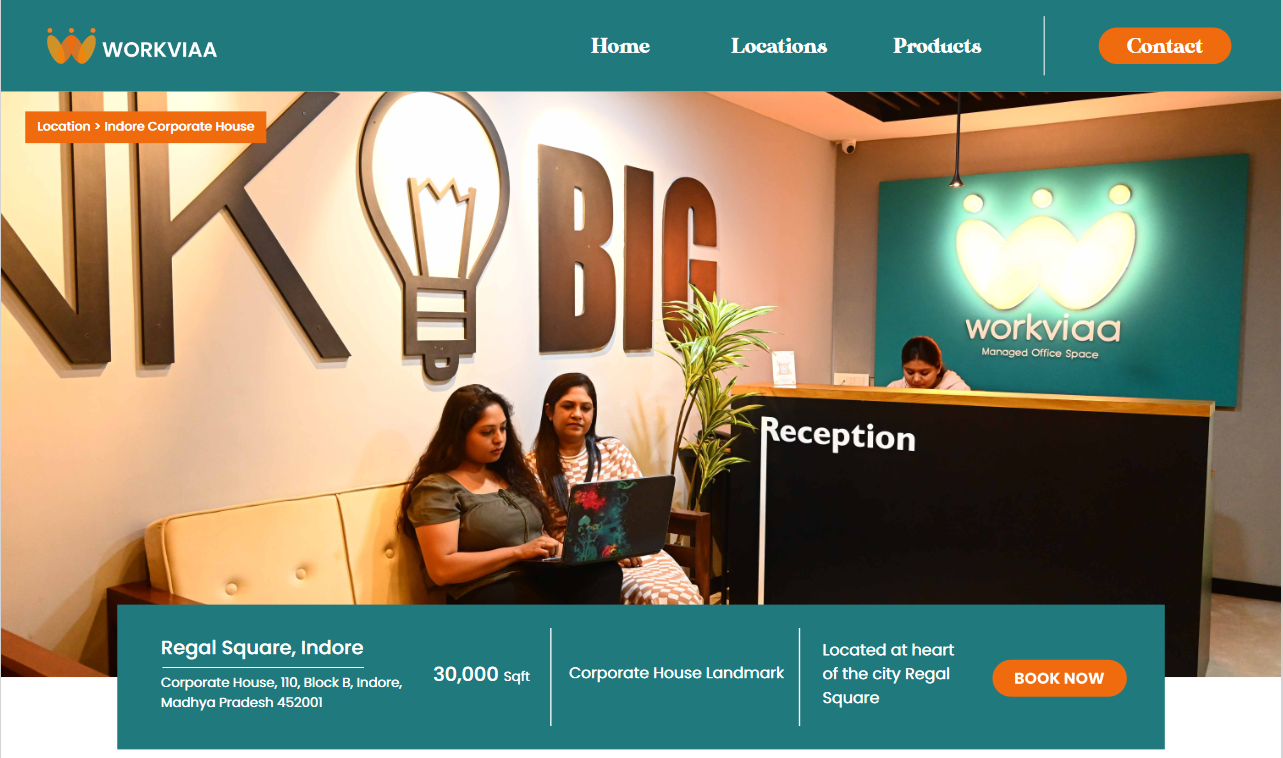 WORKVIAA
Home
Locations
Products
Contact
Location > Indore Corporate House
NK
BIG
workviaa
Managed Office Space
Reception
Regal Square, Indore
Corporate House, 110, Block B, Indore,
Madhya Pradesh 452001
30,000 Sqft
Corporate House Landmark
Located at heart
of the city Regal
Square
BOOK NOW